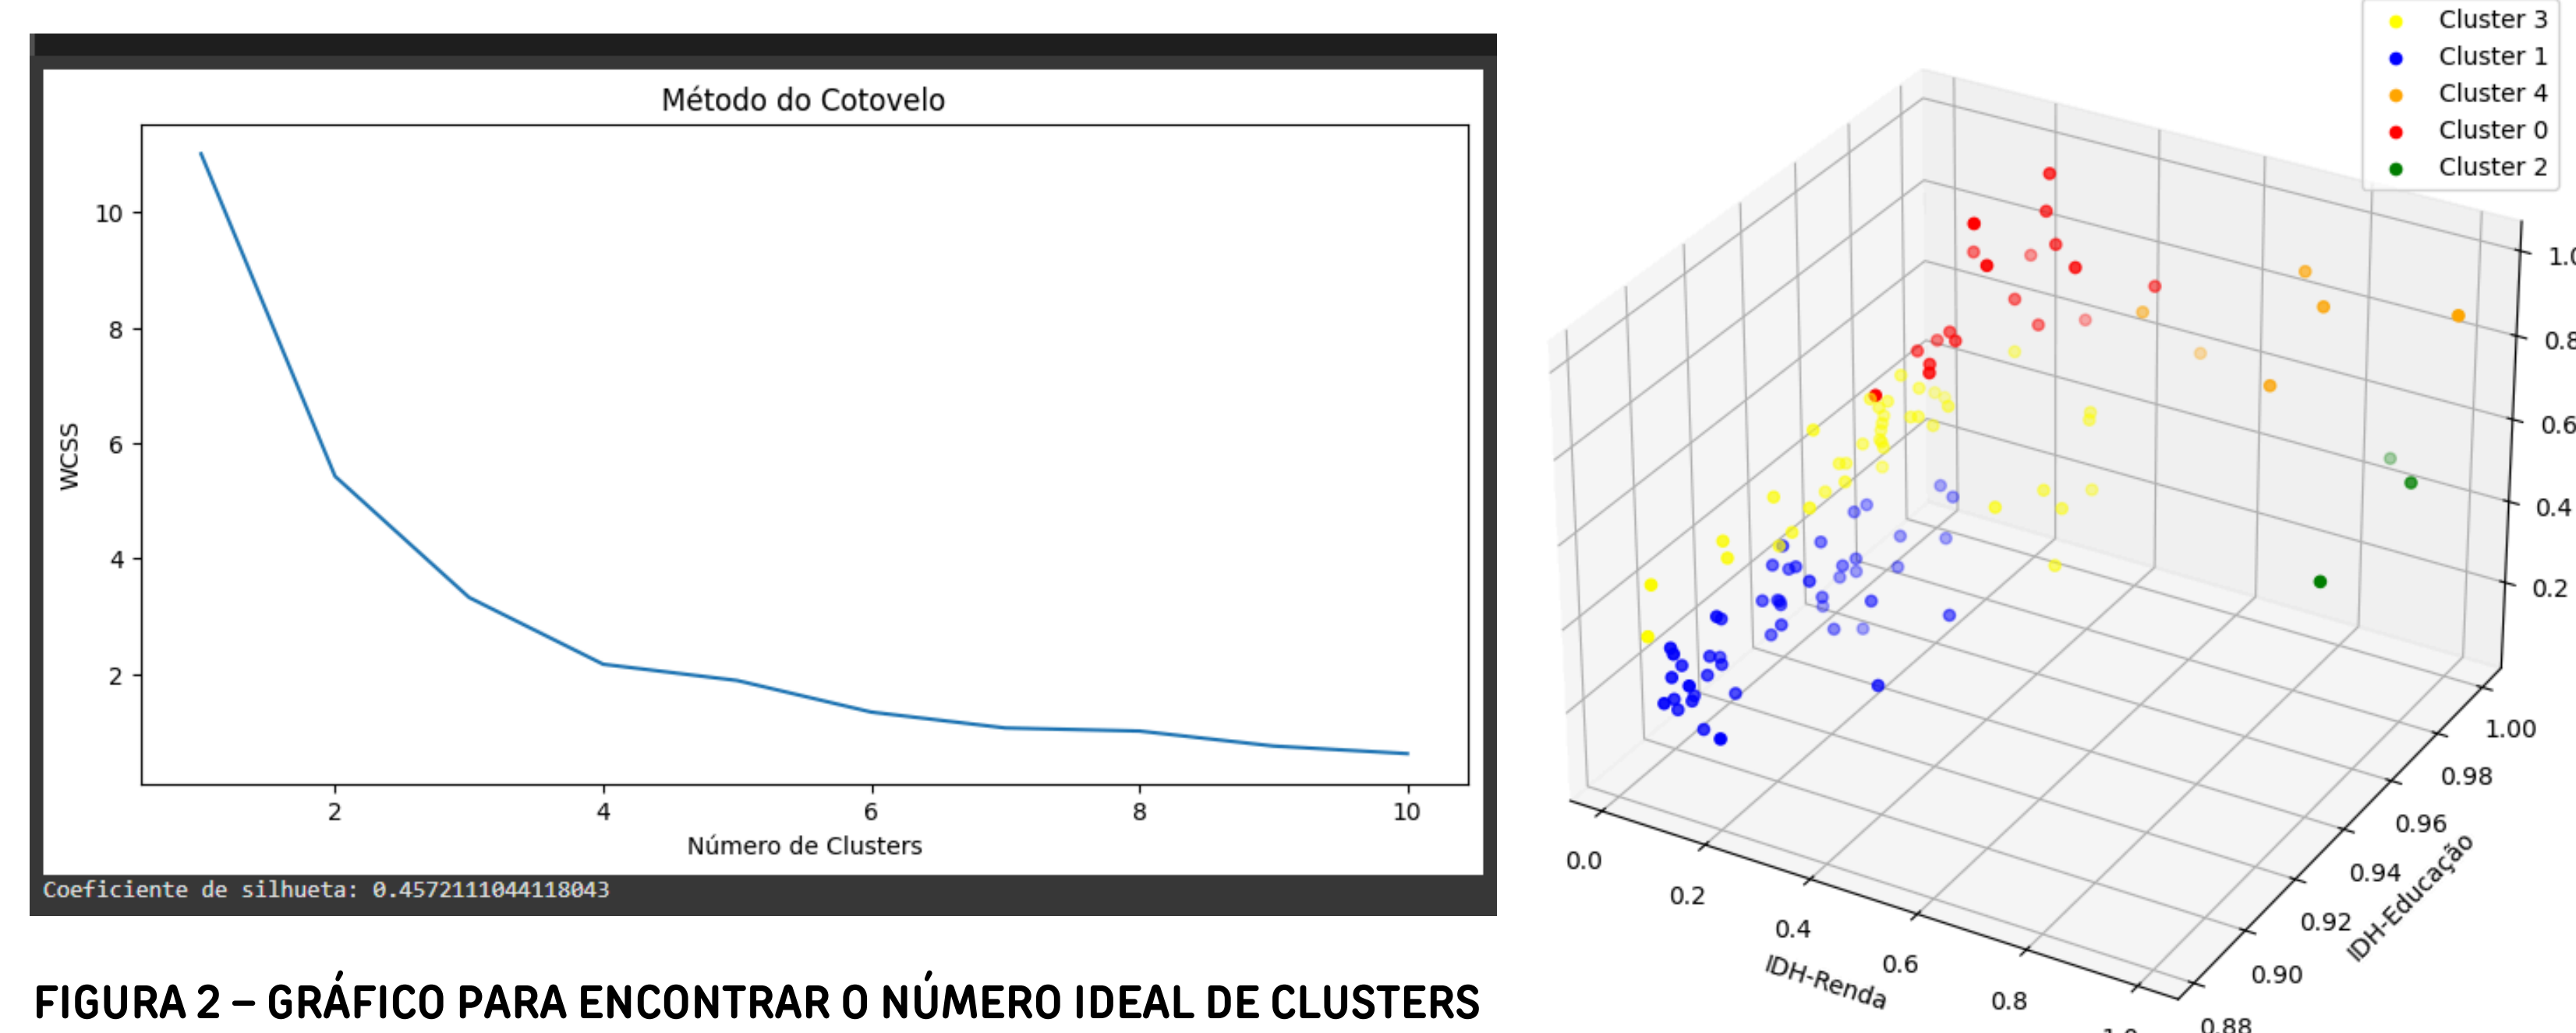 Método do Cotovelo
10
8
6
4
2
WCSS
2
4
6
8
10
Número de Clusters
Coeficiente de silhueta: 0.4572111044118043
FIGURA 2 – GRÁFICO PARA ENCONTRAR O NÚMERO IDEAL DE CLUSTERS
Cluster 3
Cluster 1
Cluster 4
Cluster 0
Cluster 2
0.8
0.6
0.4
0.2
1.00
0.98
0.96
0.94
0.92
0.90
0.88
IDH-Educação
0.0
0.2
0.4
0.6
0.8
IDH-Renda